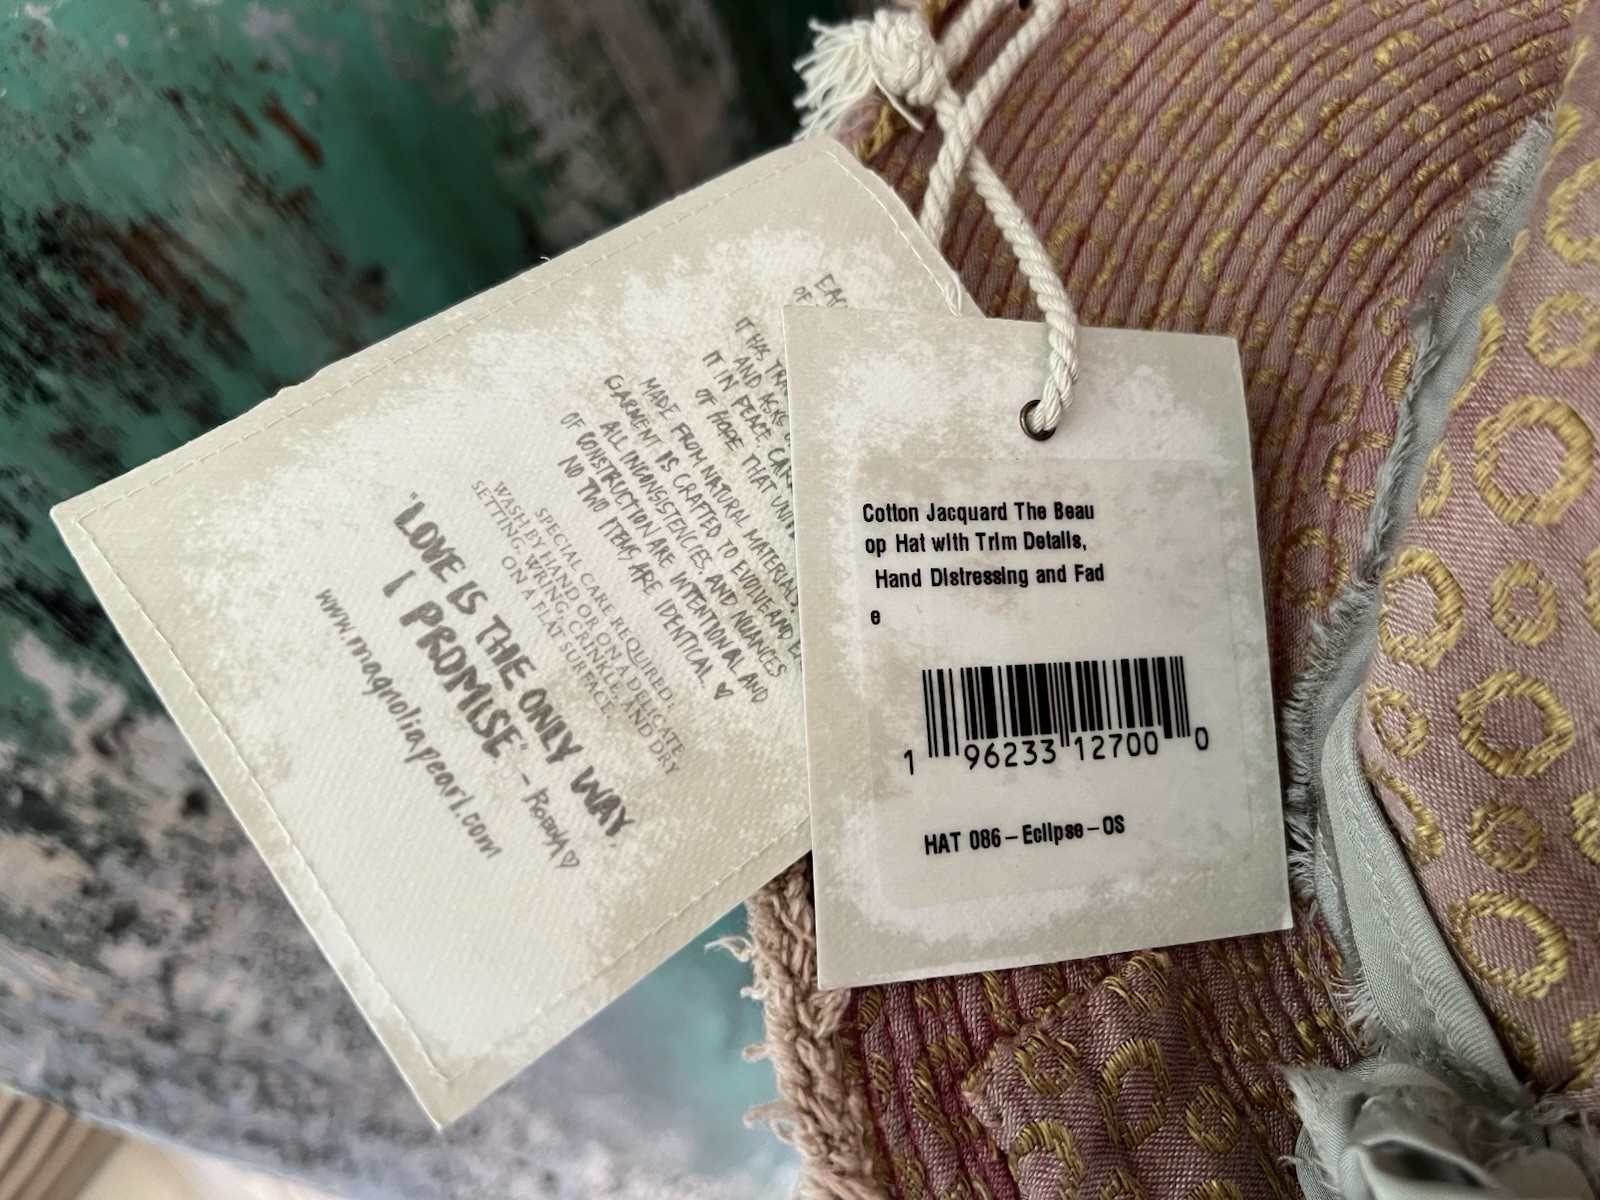 OF
IT HAS
AND ASKS
IT IN PEACE,
OF HOPE THAT
MADE FROM NATURAL MATERIALS,
GARMENT IS CRAFTED TO EVOLVE AND
ALL INCONSISTENCIES AND NUANCES
OF CONSTRUCTION ARE INTENTIONAL AND
NO TWO ITEMS ARE IDENTICAL ♡
SPECIAL CARE REQUIRED.
WASH BY HAND OR ON A DELICATE
SETTING, WRING, CRINKLE, AND DRY
ON A FLAT SURFACE.
"LOVE IS THE ONLY WAY,
I PROMISE" - ROBIN ♡
www.magnoliapearl.com
Cotton Jacquard The Beau
op Hat with Trim Details,
Hand Distressing and Fad
e
1 96233 12700 0
HAT 086-Eclipse-OS